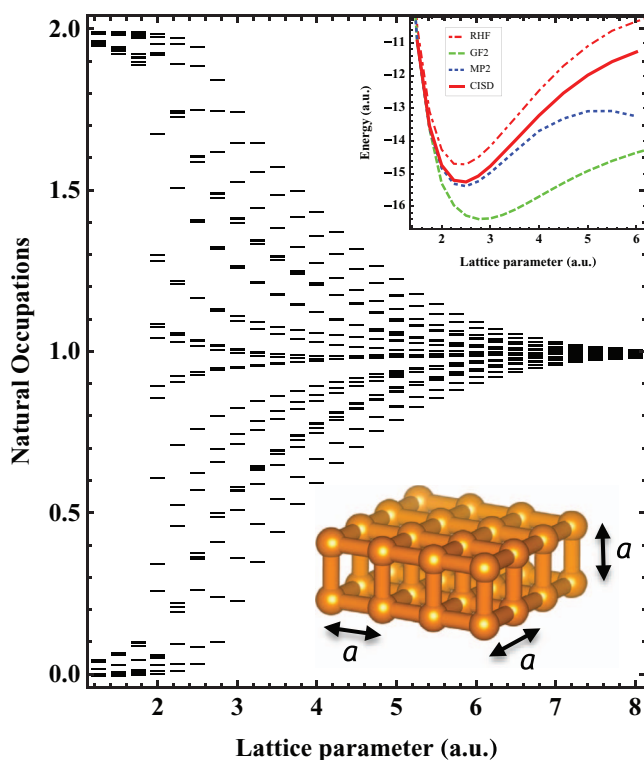 2.0
1.5
1.0
0.5
0.0
Natural Occupations
2 3 4 5 6 7 8
Lattice parameter (a.u.)
−11
−12
−13
−14
−15
−16
Energy (a.u.)
RHF
GF2
MP2
CISD
2 3 4 5 6
Lattice parameter (a.u.)
a
a
a